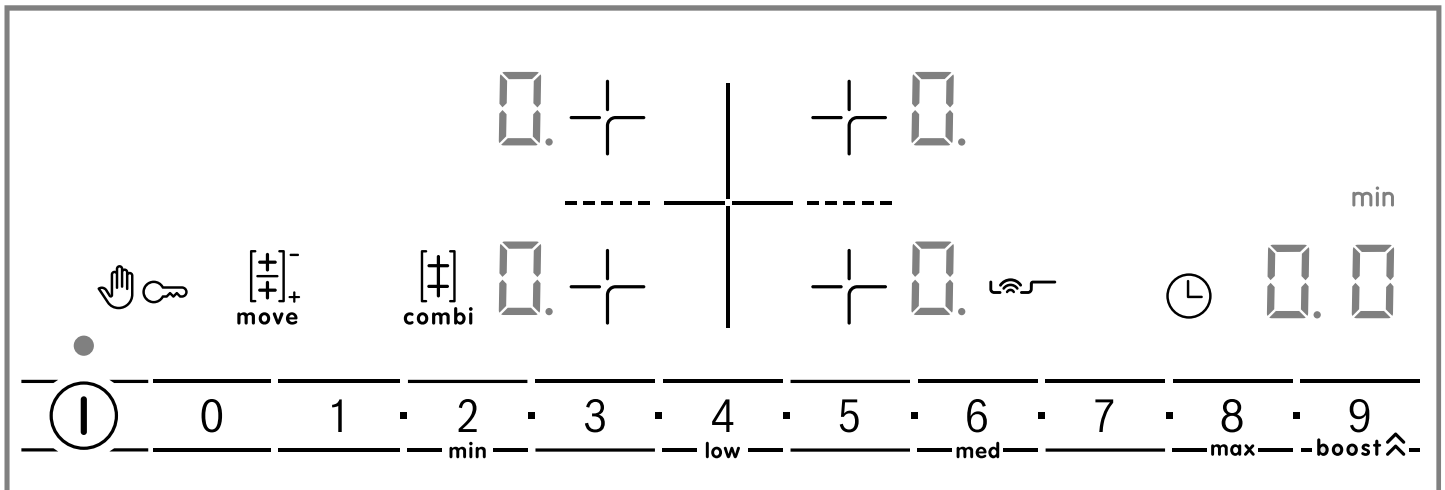 0. 0.
min
0. 0. 0.0
move combi
0 1 · 2 · 3 · 4 · 5 · 6 · 7 · 8 · 9
min low med max boost